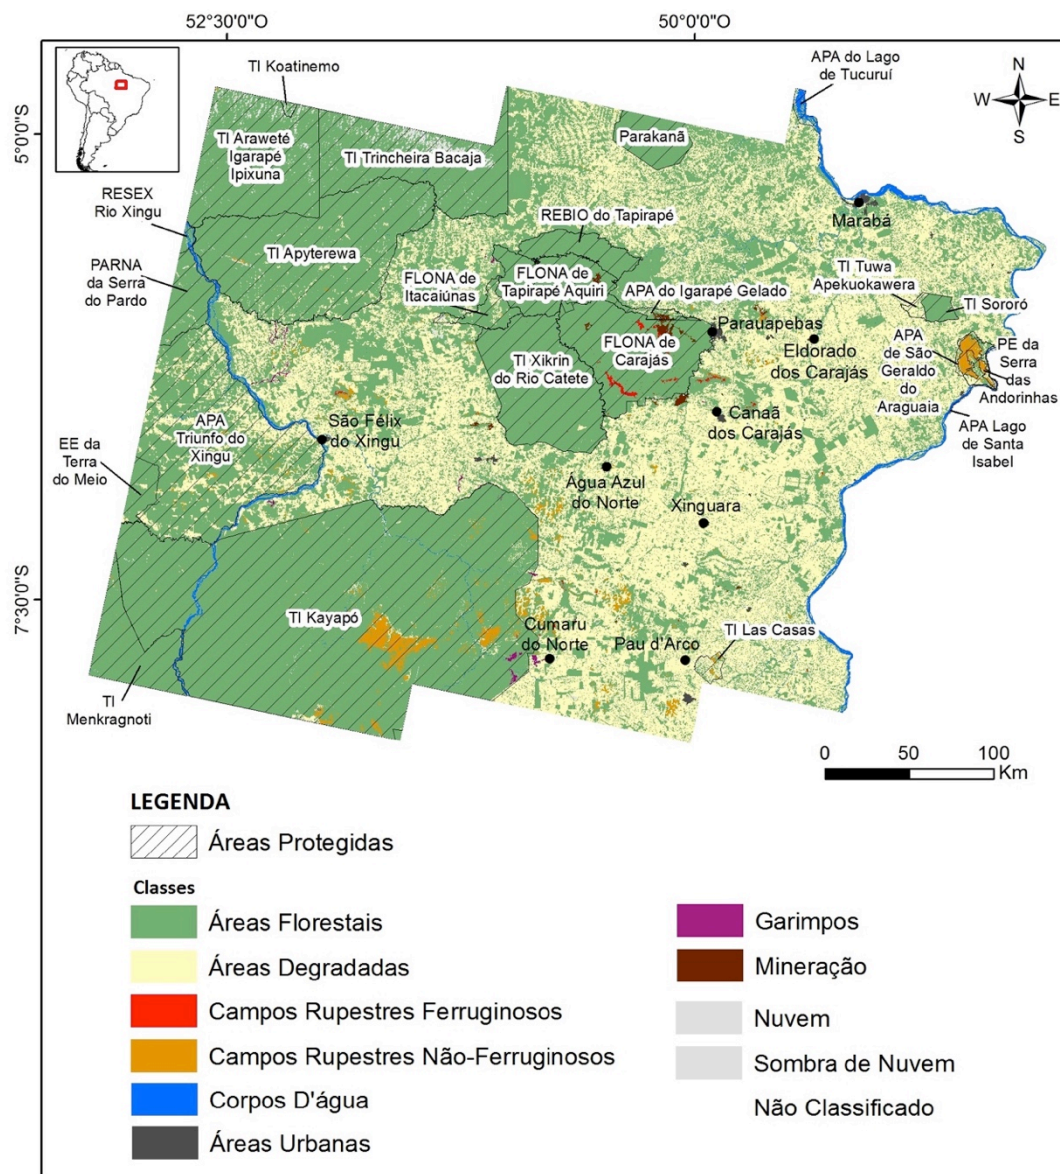 52°30'0"O
50°0'0"O
5°0'0"S
7°30'0"S
N
W
E
S
TI Koatinemo
APA do Lago
de Tucuruí
TI Araweté
Igarapé
Ipixuna
TI Trincheira Bacaja
Parakanã
RESEX
Rio Xingu
REBIO do Tapirapé
Marabá
TI Apyterewa
PARNA
da Serra
do Pardo
FLONA de
Itacaiúnas
FLONA de
Tapirapé Aquiri
APA do Igarapé Gelado
TI Tuwa
Apekuokawera
TI Sororó
Parauapebas
FLONA de
Carajás
Eldorado
dos Carajás
TI Xikrin
do Rio Catete
APA
de São
Geraldo
do
Araguaia
PE da
Serra
das
Andorinhas
APA
Triunfo do
Xingu
São Félix
do Xingu
Canaã
dos Carajás
APA Lago
de Santa
Isabel
EE da
Terra
do Meio
Água Azul
do Norte
Xinguara
TI Kayapó
Cumaru
do Norte
Pau d'Arco
TI Las Casas
TI
Menkragnoti
0 50 100
Km
LEGENDA
Áreas Protegidas
Classes
Áreas Florestais
Áreas Degradadas
Campos Rupestres Ferruginosos
Campos Rupestres Não-Ferruginosos
Corpos D'água
Áreas Urbanas
Garimpos
Mineração
Nuvem
Sombra de Nuvem
Não Classificado